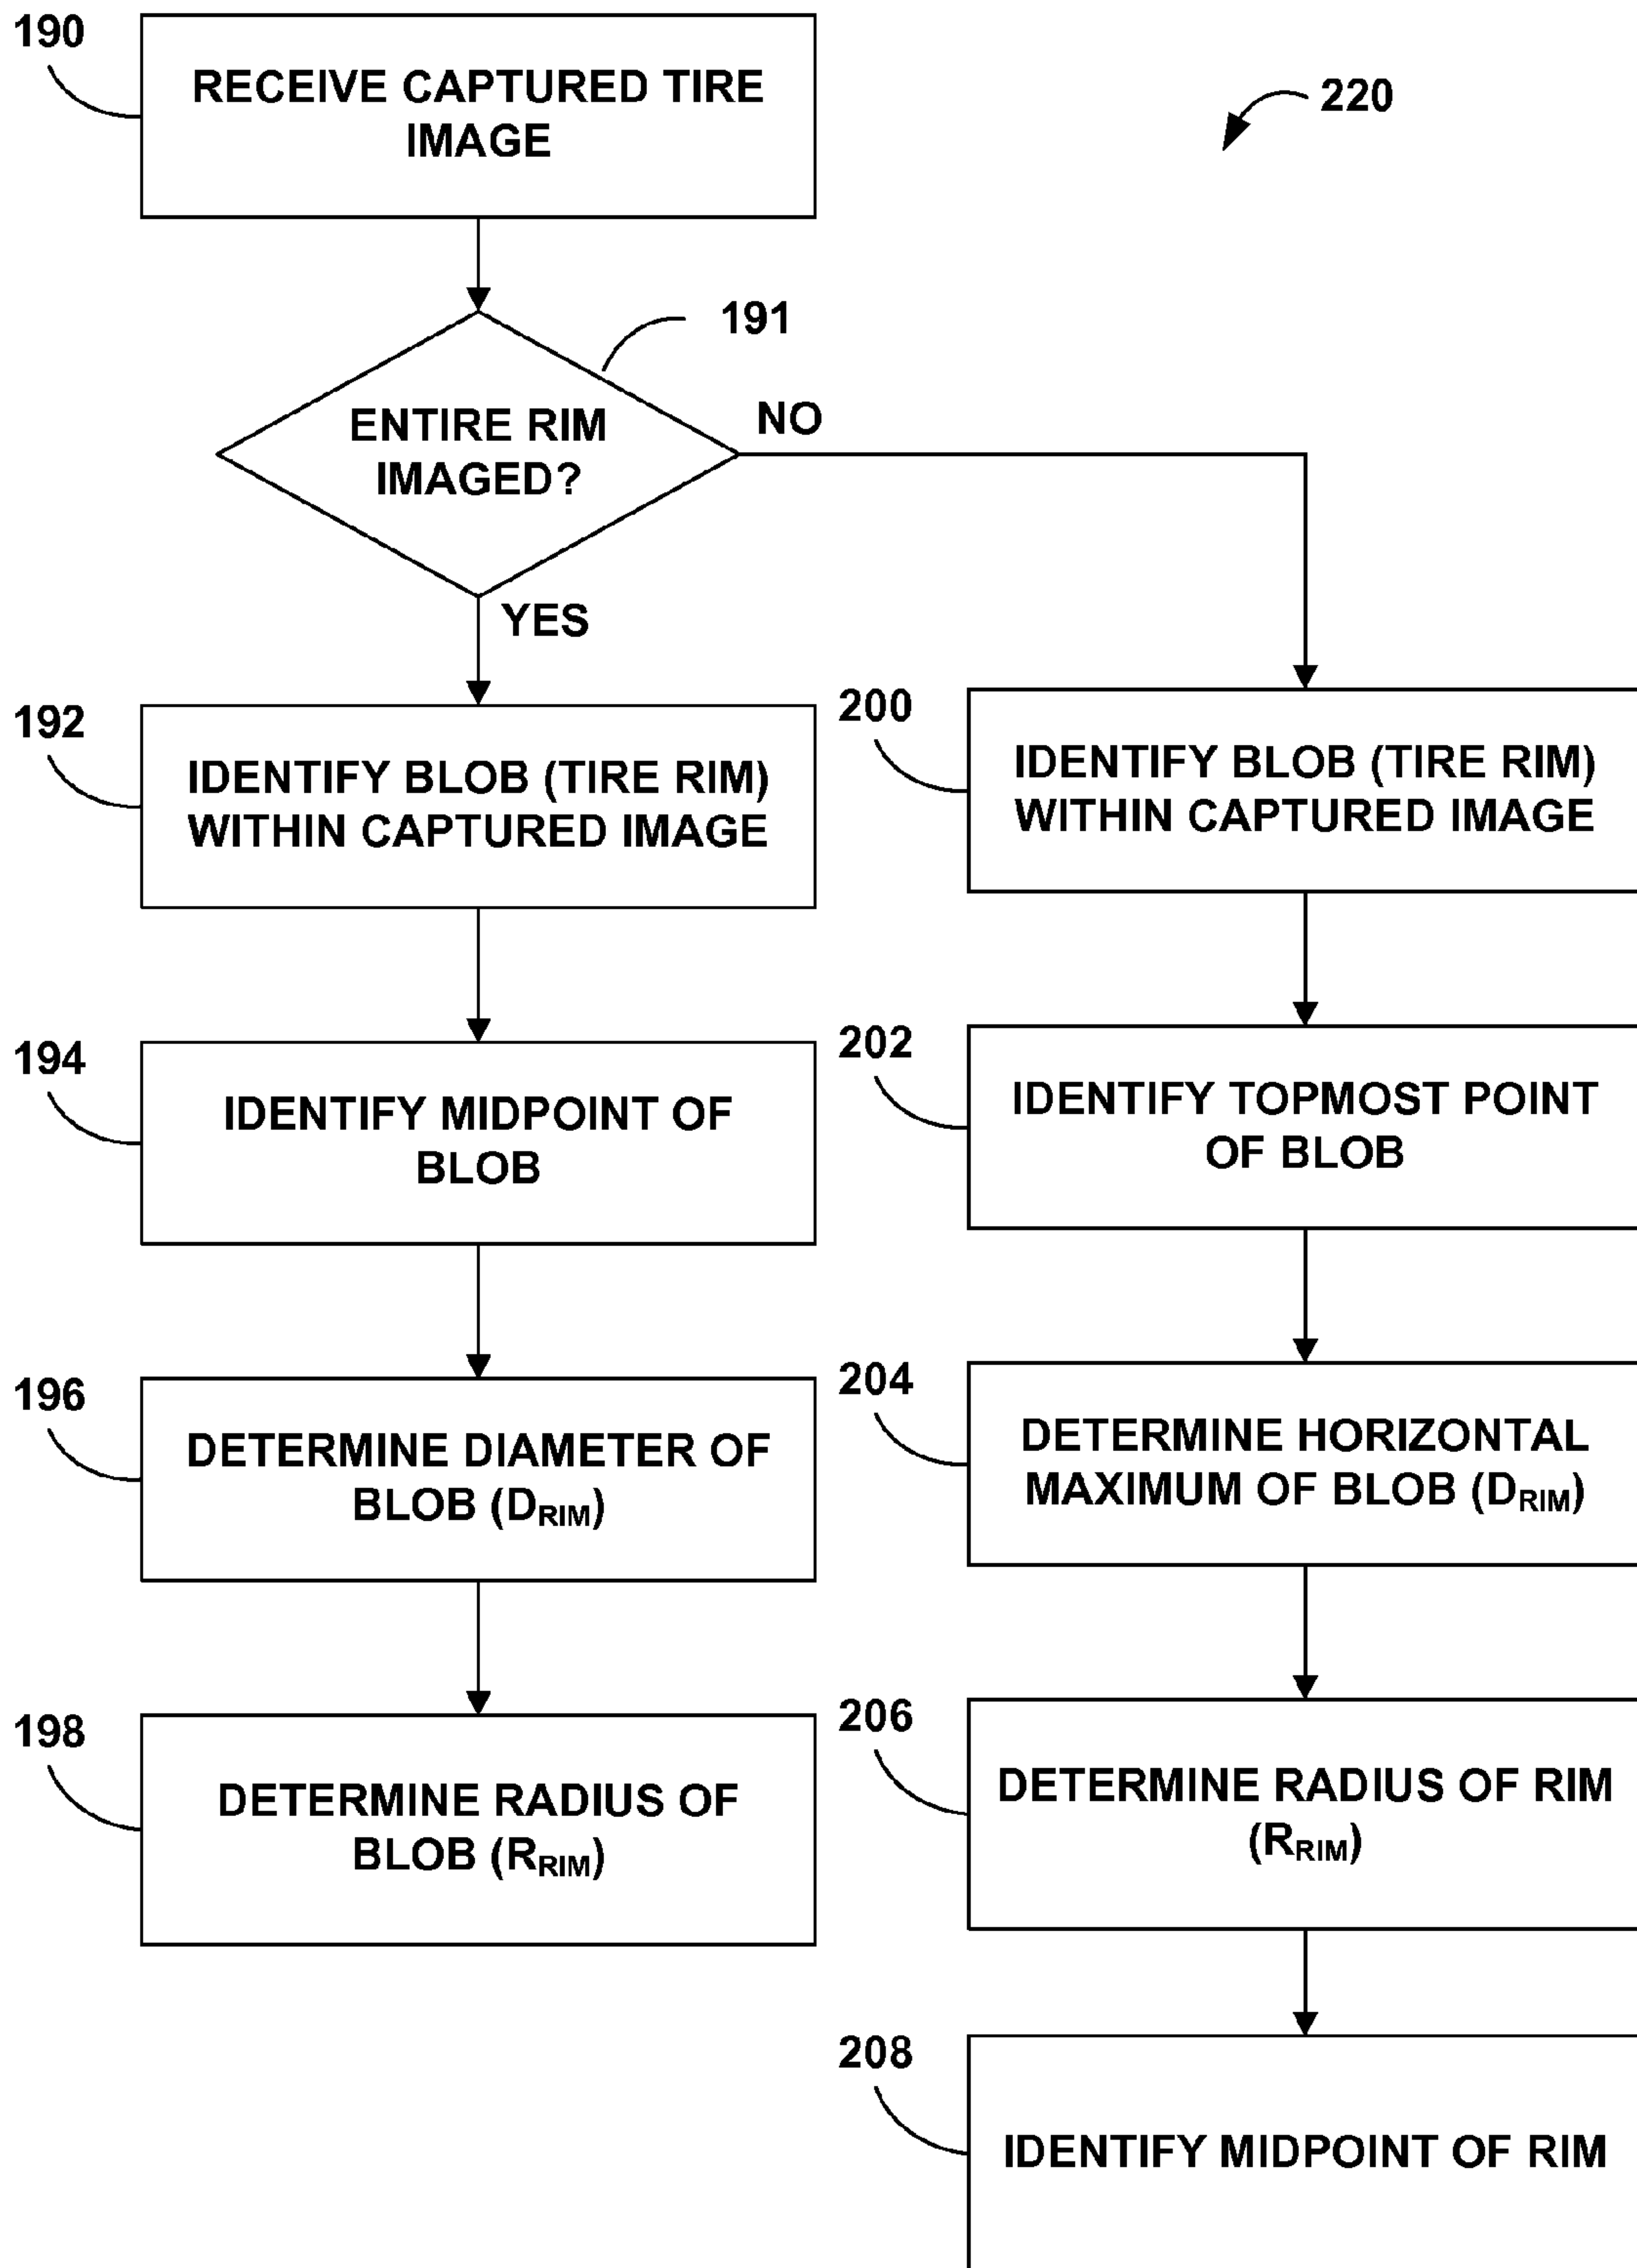 190
RECEIVE CAPTURED TIRE
IMAGE
220
191
ENTIRE RIM
IMAGED?
NO
YES
192
IDENTIFY BLOB (TIRE RIM)
WITHIN CAPTURED IMAGE
194
IDENTIFY MIDPOINT OF
BLOB
196
DETERMINE DIAMETER OF
BLOB (DRIM)
198
DETERMINE RADIUS OF
BLOB (RRIM)
200
IDENTIFY BLOB (TIRE RIM)
WITHIN CAPTURED IMAGE
202
IDENTIFY TOPMOST POINT
OF BLOB
204
DETERMINE HORIZONTAL
MAXIMUM OF BLOB (DRIM)
206
DETERMINE RADIUS OF RIM
(RRIM)
208
IDENTIFY MIDPOINT OF RIM